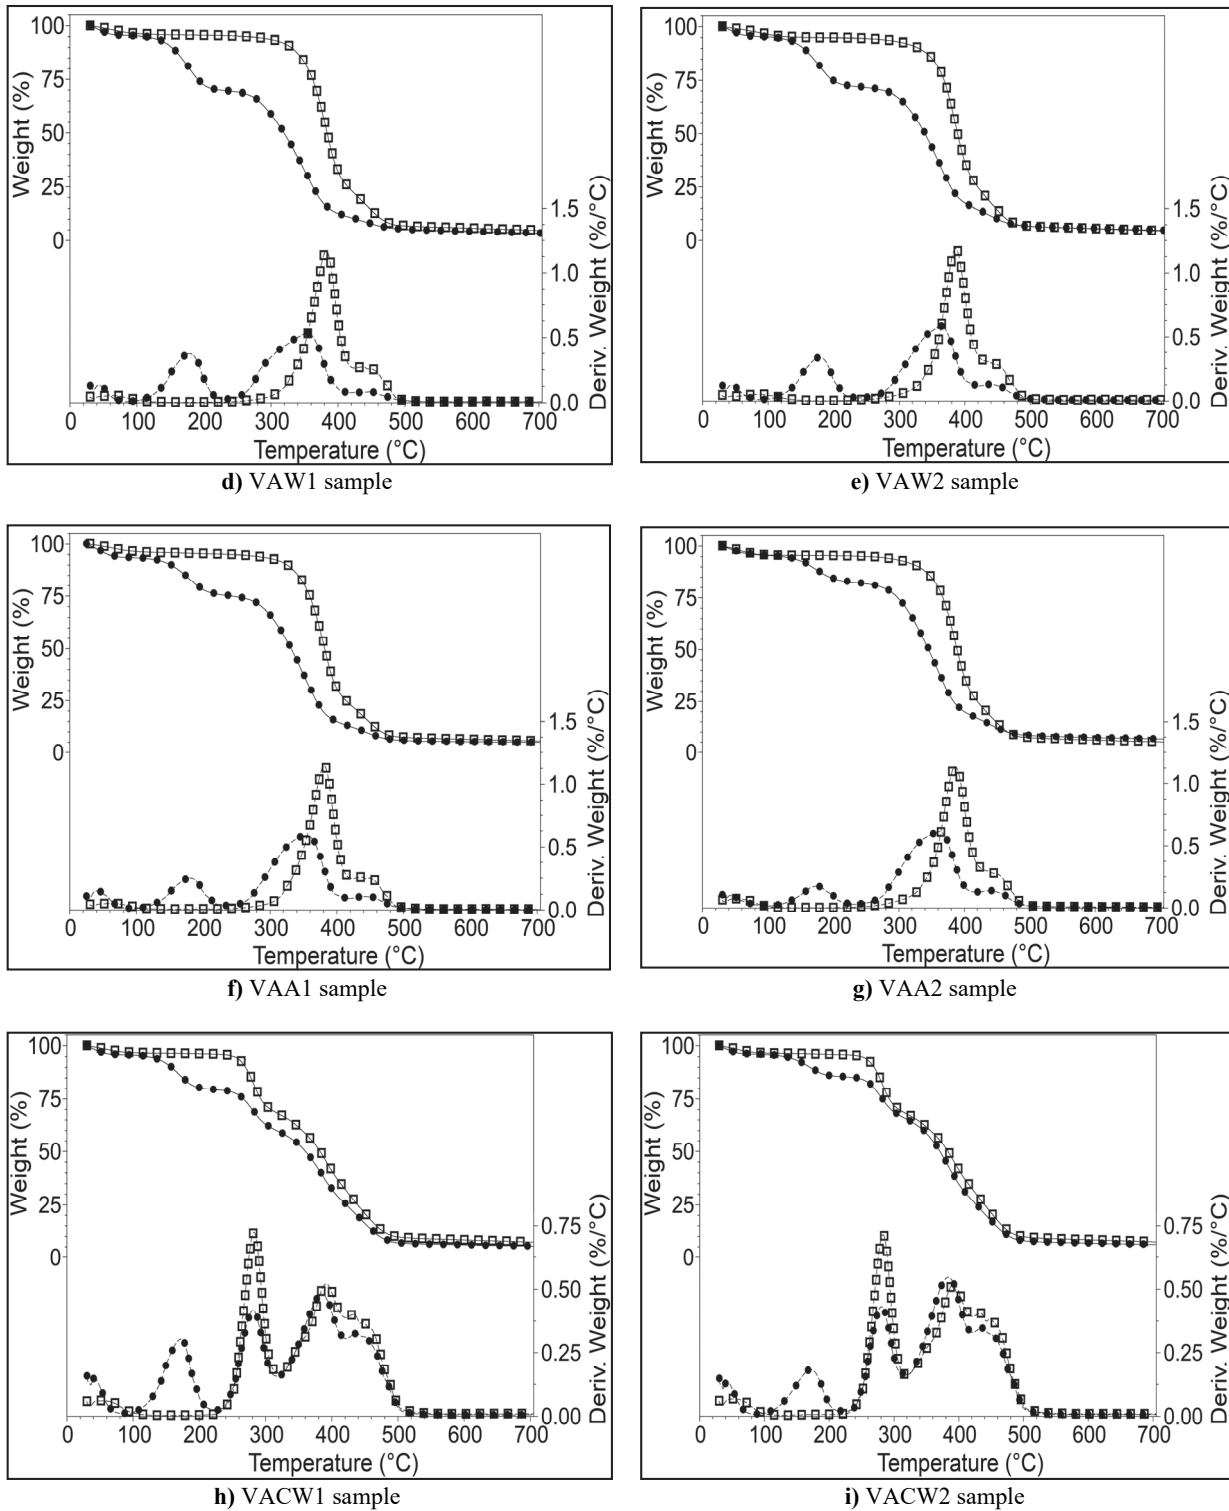 100
75
50
25
0
Weight (%)
1.5
1.0
0.5
0.0
Deriv. Weight (%/°C)
0 100 200 300 400 500 600 700
Temperature (°C)
d) VAW1 sample
100
75
50
25
0
Weight (%)
1.5
1.0
0.5
0.0
Deriv. Weight (%/°C)
0 100 200 300 400 500 600 700
Temperature (°C)
e) VAW2 sample
100
75
50
25
0
Weight (%)
1.5
1.0
0.5
0.0
Deriv. Weight (%/°C)
0 100 200 300 400 500 600 700
Temperature (°C)
f) VAA1 sample
100
75
50
25
0
Weight (%)
1.5
1.0
0.5
0.0
Deriv. Weight (%/°C)
0 100 200 300 400 500 600 700
Temperature (°C)
g) VAA2 sample
100
75
50
25
0
Weight (%)
0.75
0.50
0.25
0.00
Deriv. Weight (%/°C)
0 100 200 300 400 500 600 700
Temperature (°C)
h) VACW1 sample
100
75
50
25
0
Weight (%)
0.75
0.50
0.25
0.00
Deriv. Weight (%/°C)
0 100 200 300 400 500 600 700
Temperature (°C)
i) VACW2 sample